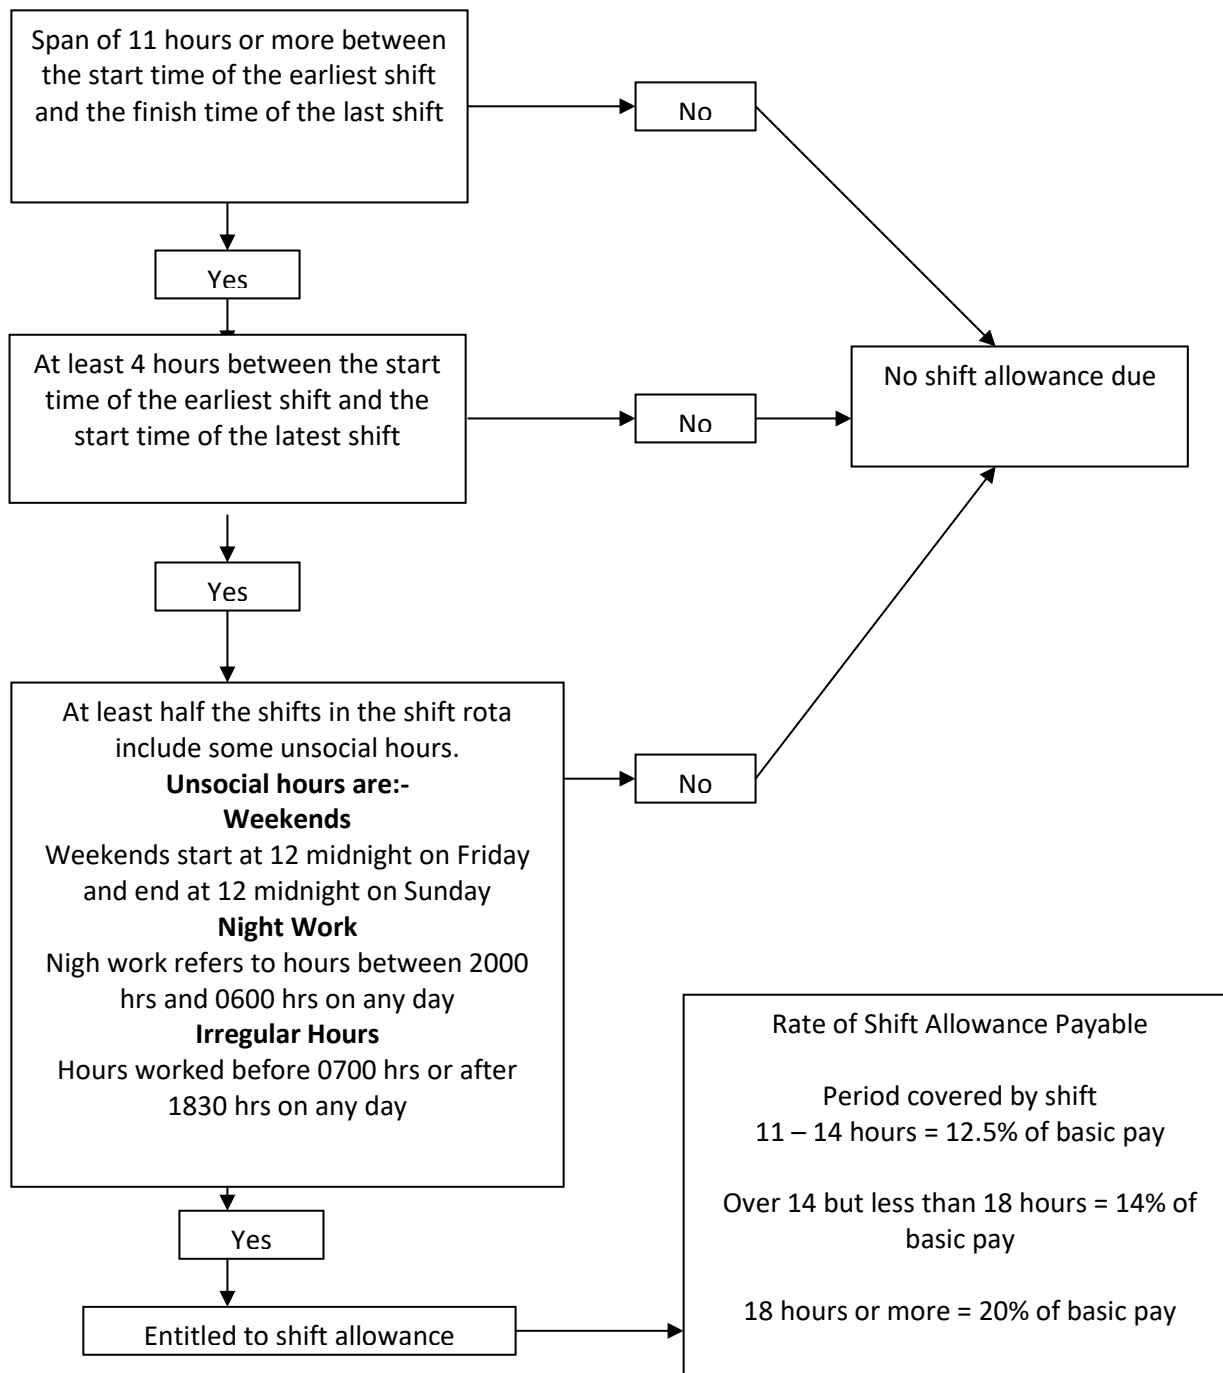 Span of 11 hours or more between
the start time of the earliest shift
and the finish time of the last shift
No
Yes
At least 4 hours between the start
time of the earliest shift and the
start time of the latest shift
No
No shift allowance due
Yes
At least half the shifts in the shift rota
include some unsocial hours.
Unsocial hours are:-
Weekends
Weekends start at 12 midnight on Friday
and end at 12 midnight on Sunday
Night Work
Nigh work refers to hours between 2000
hrs and 0600 hrs on any day
Irregular Hours
Hours worked before 0700 hrs or after
1830 hrs on any day
No
Yes
Entitled to shift allowance
Rate of Shift Allowance Payable
Period covered by shift
11 – 14 hours = 12.5% of basic pay
Over 14 but less than 18 hours = 14% of
basic pay
18 hours or more = 20% of basic pay